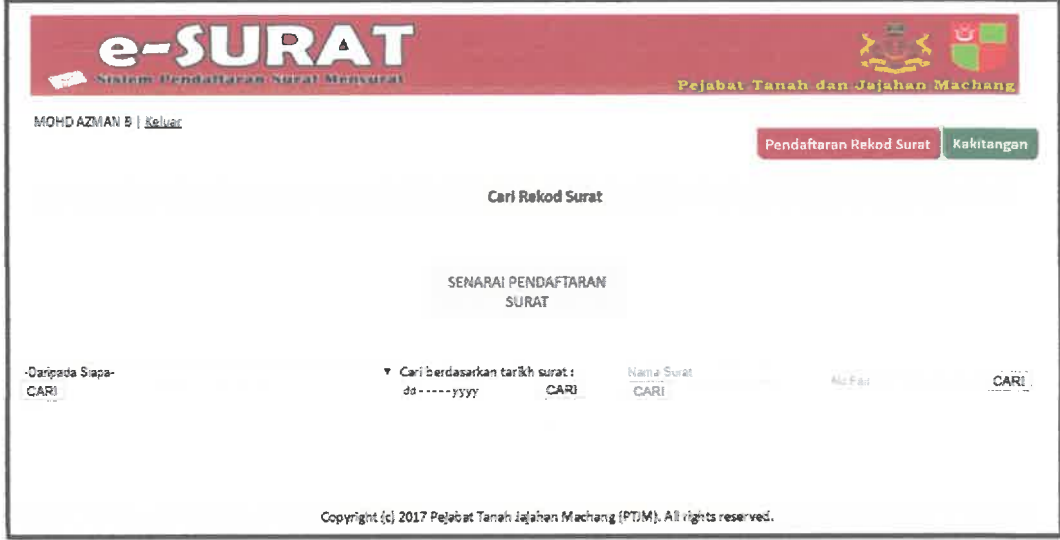 e-SURAT
Sistem Pendaftaran Surat Menyurat
Pejabat Tanah dan Jajahan Machang
MOHD AZMAN B | Keluar
Pendaftaran Rekod Surat Kakitangan
Cari Rekod Surat
SENARAI PENDAFTARAN
SURAT
-Daripada Siapa- ▼ Cari berdasarkan tarikh surat : Nama Surat No Fail
CARI dd-----yyyy CARI CARI CARI
Copyright (c) 2017 Pejabat Tanah Jajahan Machang (PTJM). All rights reserved.